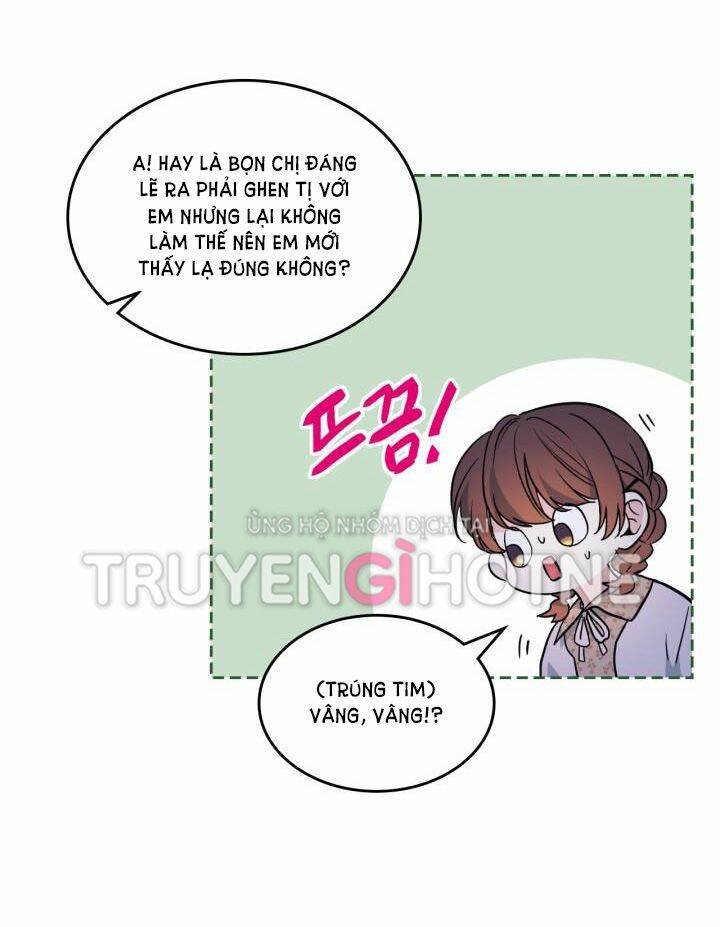 A! HAY LÀ BỌN CHỊ ĐÁNG
LẼ RA PHẢI GHEN TỊ VỚI
EM NHƯNG LẠI KHÔNG
LÀM THẾ NÊN EM MỚI
THẤY LẠ ĐÚNG KHÔNG?
뜨끔!
ỦNG HỘ NHÓM DỊCH TẠI
TRUYENGIHOTNE
(TRÚNG TIM)
VÂNG, VÂNG!?